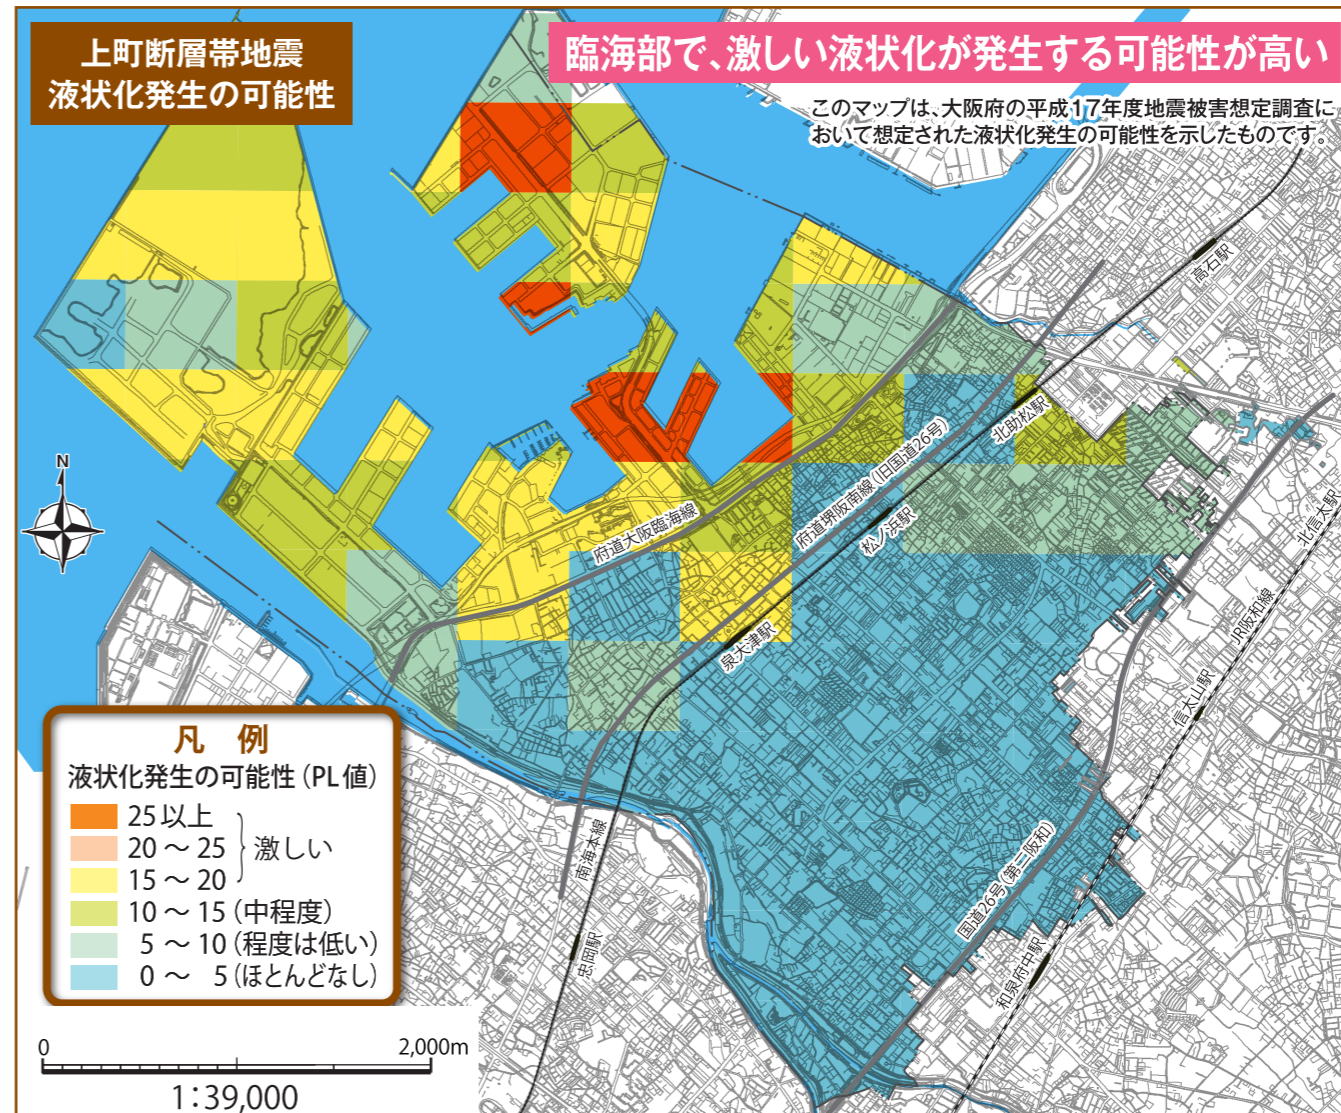 上町断層帯地震
液状化発生の可能性
臨海部で、激しい液状化が発生する可能性が高い
このマップは、大阪府の平成17年度地震被害想定調査に
おいて想定された液状化発生の可能性を示したものです。
高石駅
北助松駅
府道堺阪南線（旧国道26号）
松ノ浜駅
府道大阪臨海線
泉大津駅
北信太駅
JR阪和線
信太山駅
国道26号（第二阪和）
和泉府中駅
南海本線
忠岡駅
N
凡 例
液状化発生の可能性（PL値）
25以上
20～25
激しい
15～20
10～15（中程度）
5～10（程度は低い）
0～ 5（ほとんどなし）
0 2,000m
1：39,000